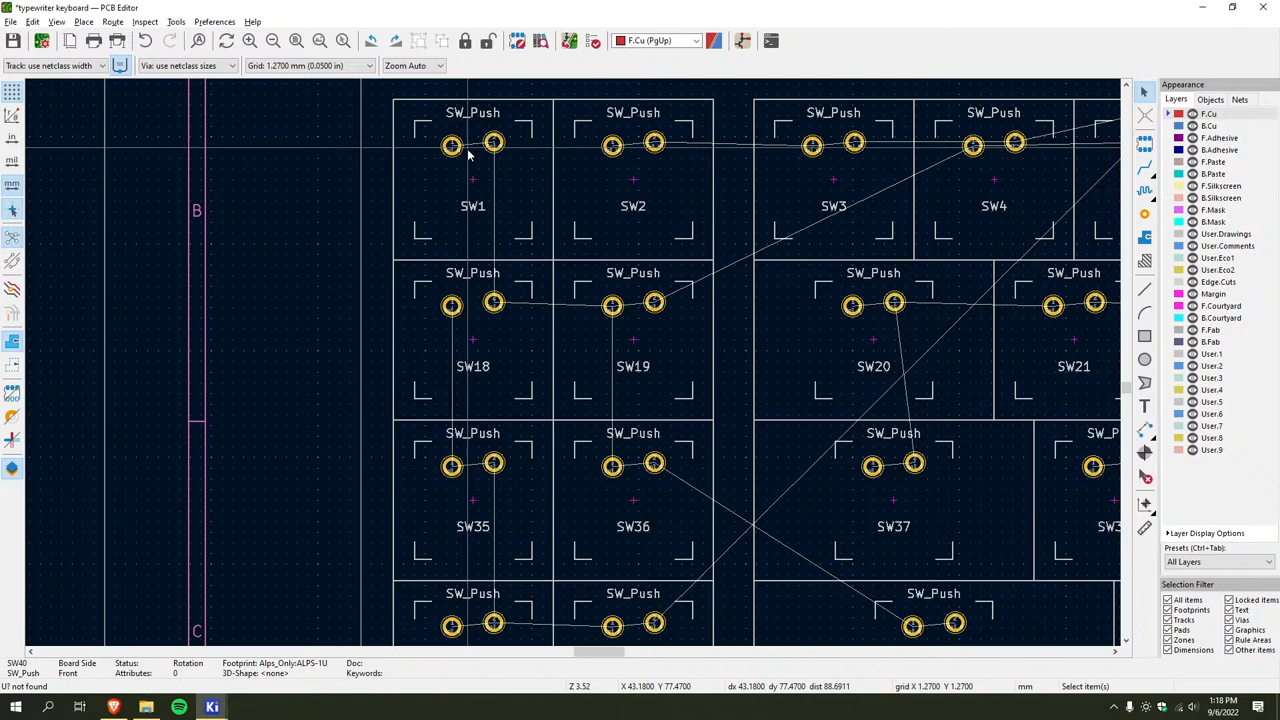 *typewriter keyboard — PCB Editor
File Edit View Place Route Inspect Tools Preferences Help
F.Cu (PgUp)
Track: use netclass width Via: use netclass sizes Grid: 1.2700 mm (0.0500 in) Zoom Auto
in
mil
mm
B
C
SW_Push SW_Push SW_Push SW_Push
SW1 SW2 SW3 SW4
SW_Push SW_Push SW_Push SW_Push
SW18 SW19 SW20 SW21
SW_Push SW_Push SW_Push SW_P
SW35 SW36 SW37 SW3
SW_Push SW_Push SW_Push
Appearance
Layers Objects Nets
F.Cu
B.Cu
F.Adhesive
B.Adhesive
F.Paste
B.Paste
F.Silkscreen
B.Silkscreen
F.Mask
B.Mask
User.Drawings
User.Comments
User.Eco1
User.Eco2
Edge.Cuts
Margin
F.Courtyard
B.Courtyard
F.Fab
B.Fab
User.1
User.2
User.3
User.4
User.5
User.6
User.7
User.8
User.9
Layer Display Options
Presets (Ctrl+Tab):
All Layers
Selection Filter
All items Locked items
Footprints Text
Tracks Vias
Pads Graphics
Zones Rule Areas
Dimensions Other items
SW40 Board Side Status: Rotation Footprint: Alps_Only:ALPS-1U Doc:
SW_Push Front Attributes: 0 3D-Shape: <none> Keywords:
U? not found Z 3.52 X 43.1800 Y 77.4700 dx 43.1800 dy 77.4700 dist 88.6911 grid X 1.2700 Y 1.2700 mm Select item(s)
Ki
1:18 PM
9/6/2022